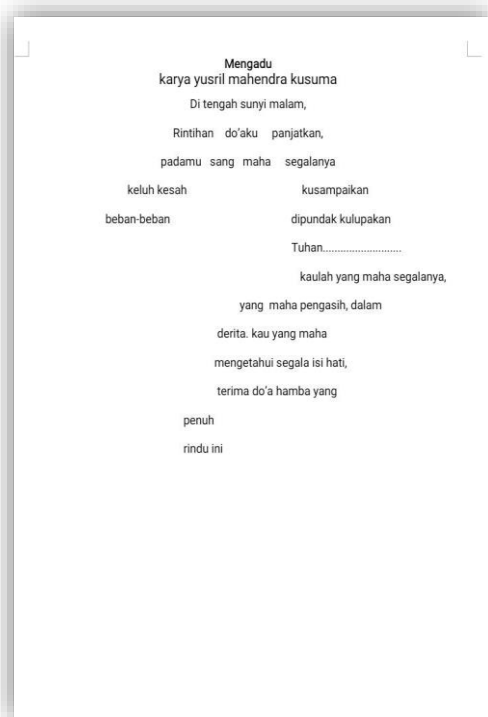 Mengadu
karya yusril mahendra kusuma
Di tengah sunyi malam,
Rintihan do'aku panjatkan,
padamu sang maha segalanya
keluh kesah kusampaikan
beban-beban dipundak kulupakan
Tuhan...........................
kaulah yang maha segalanya,
yang maha pengasih, dalam
derita. kau yang maha
mengetahui segala isi hati,
terima do'a hamba yang
penuh
rindu ini